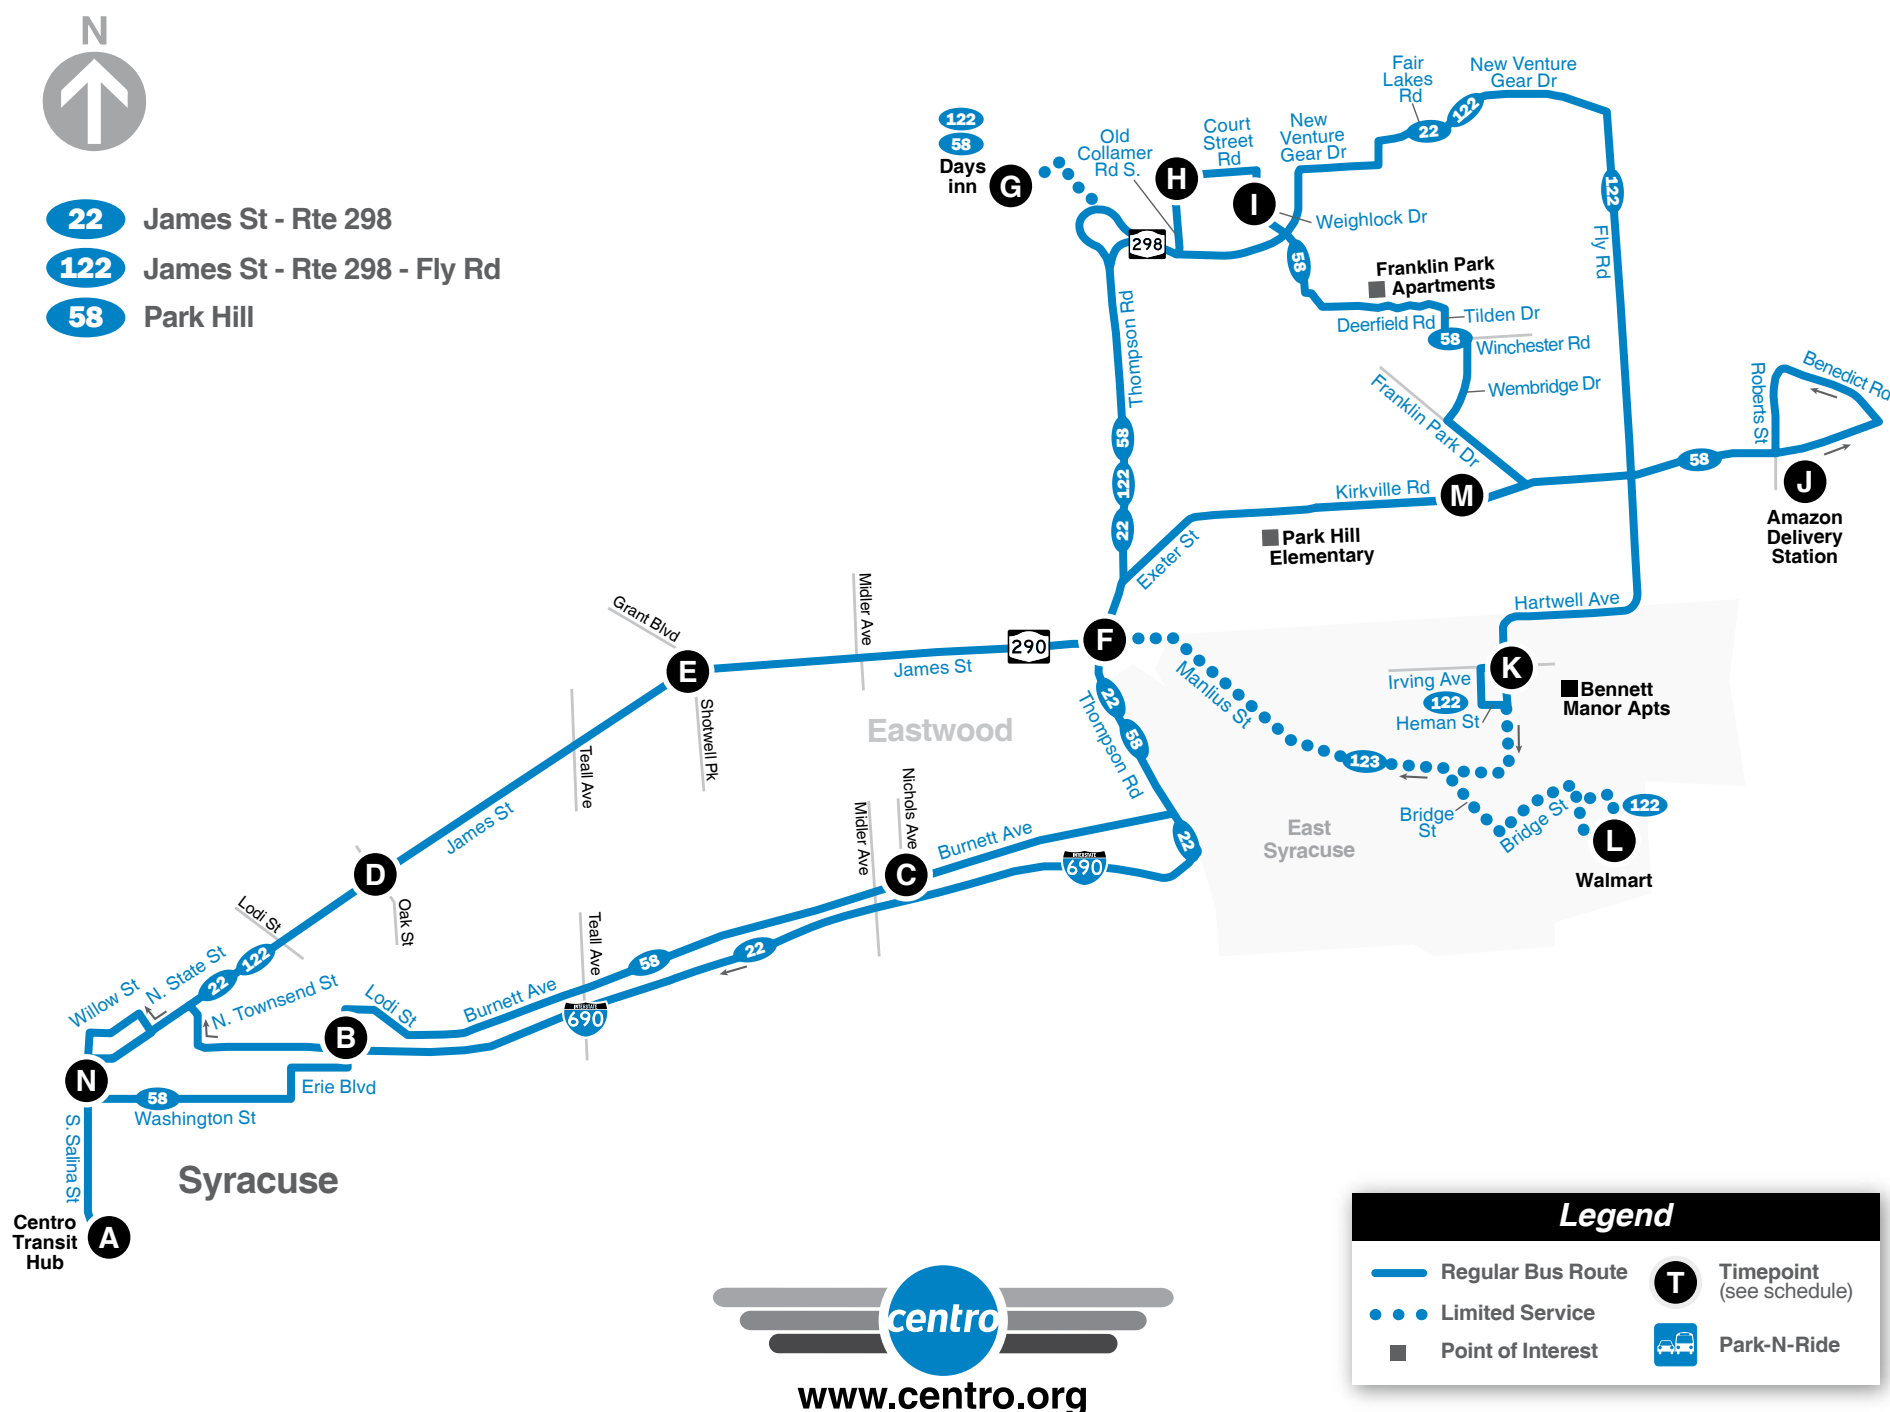 N
22 James St - Rte 298
122 James St - Rte 298 - Fly Rd
58 Park Hill
122
58
Days
inn
G
Old
Collamer
Rd S.
H
Court
Street
Rd
I
New
Venture
Gear Dr
Fair
Lakes
Rd
22
122
New Venture
Gear Dr
298
Weighlock Dr
58
122
Fly Rd
Franklin Park
Apartments
Deerfield Rd
Tilden Dr
58
Winchester Rd
Wembridge Dr
Franklin Park Dr
Thompson Rd
58
122
22
Kirkville Rd
M
58
Roberts St
Benedict Rd
J
Amazon
Delivery
Station
Park Hill
Elementary
Exeter St
Hartwell Ave
K
Irving Ave
122
Heman St
Bennett
Manor Apts
F
Manlius St
123
Bridge
St
Bridge St
122
L
Walmart
East
Syracuse
290
James St
Midler Ave
Grant Blvd
E
Shotwell Pk
Eastwood
22
58
Thompson Rd
22
Teall Ave
James St
Nichols Ave
Midler Ave
C
Burnett Ave
INTERSTATE
690
D
Oak St
Lodi St
Teall Ave
58
22
Burnett Ave
INTERSTATE
690
122
22
N. State St
Willow St
N. Townsend St
Lodi St
B
N
58
Erie Blvd
Washington St
S. Salina St
Syracuse
Centro
Transit
Hub
A
centro
www.centro.org
Legend
Regular Bus Route
Limited Service
Point of Interest
T
Timepoint
(see schedule)
Park-N-Ride